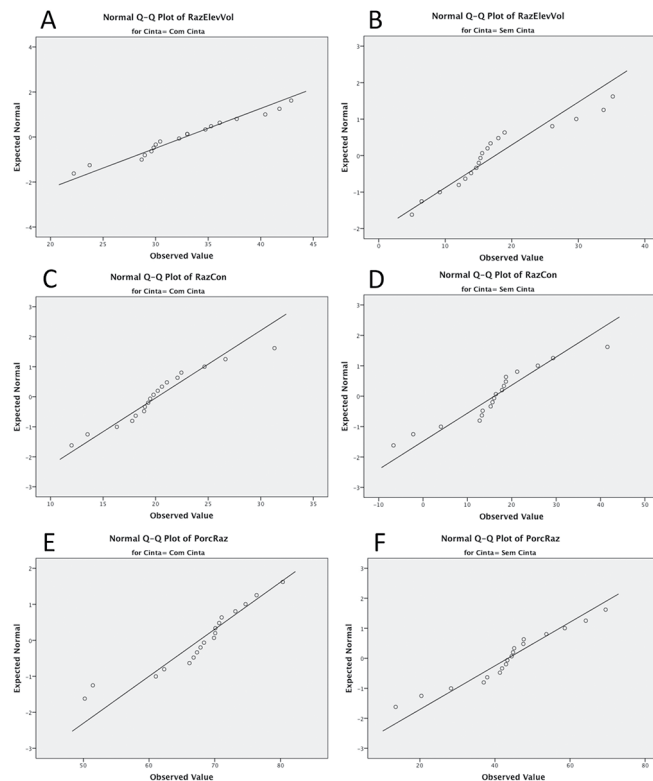 A
Normal Q-Q Plot of RazElevVol
for Cinta= Com Cinta
Expected Normal
4
2
0
-2
-4
20 25 30 35 40 45
Observed Value
B
Normal Q-Q Plot of RazElevVol
for Cinta= Sem Cinta
Expected Normal
3
2
1
0
-1
-2
0 10 20 30 40
Observed Value
C
Normal Q-Q Plot of RazCon
for Cinta= Com Cinta
Expected Normal
3
2
1
0
-1
-2
-3
10 15 20 25 30 35
Observed Value
D
Normal Q-Q Plot of RazCon
for Cinta= Sem Cinta
Expected Normal
3
2
1
0
-1
-2
-3
-10 0 10 20 30 40 50
Observed Value
E
Normal Q-Q Plot of PorcRaz
for Cinta= Com Cinta
Expected Normal
2
1
0
-1
-2
-3
50 60 70 80
Observed Value
F
Normal Q-Q Plot of PorcRaz
for Cinta= Sem Cinta
Expected Normal
3
2
1
0
-1
-2
-3
20 40 60 80
Observed Value